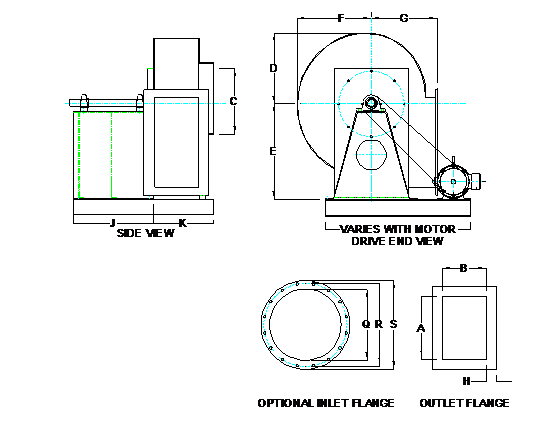 F G
D
C
E
J K
SIDE VIEW
VARIES WITH MOTOR
DRIVE END VIEW
B
A
Q R S
H
OPTIONAL INLET FLANGE
OUTLET FLANGE